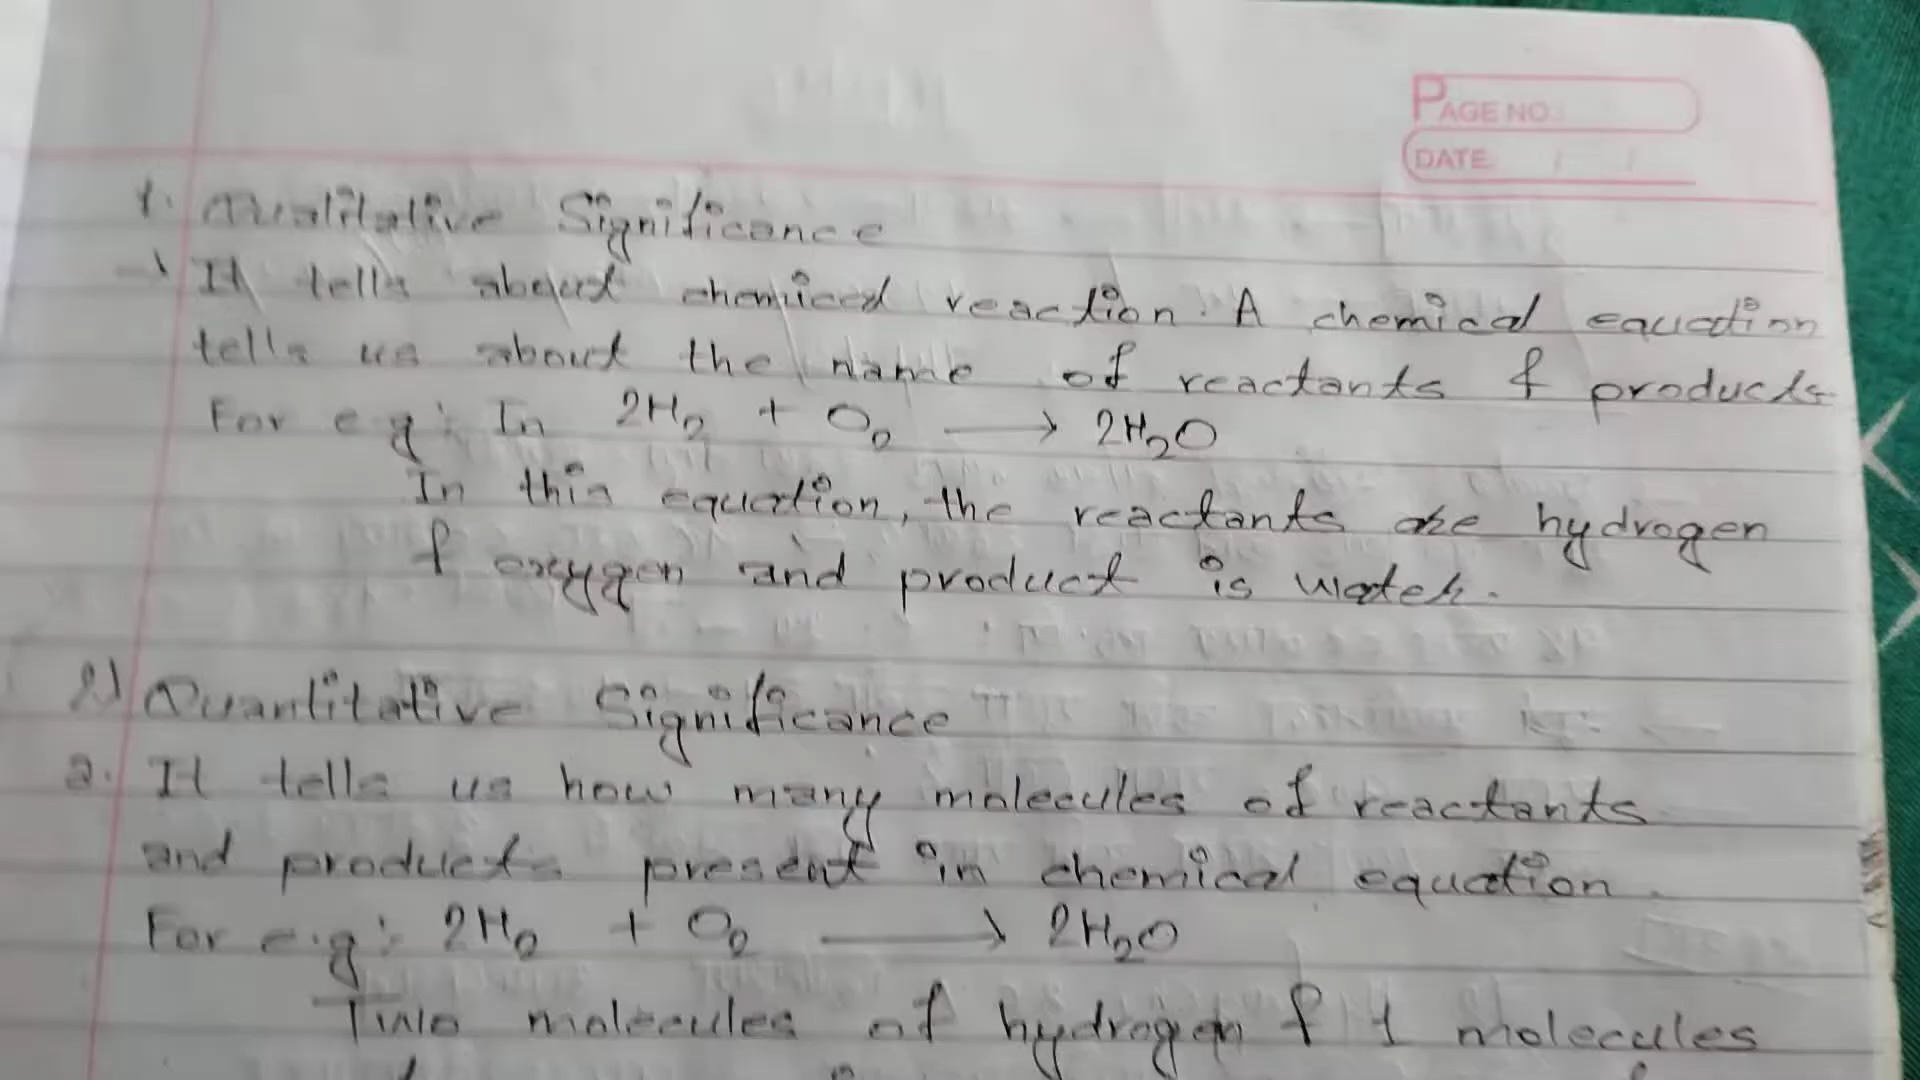 PAGE NO.
DATE / /
1. Qualitative Significance
→ It tells about chemical reaction. A chemical equation
tells us about the name of reactants & products
For eg: In 2H₂ + O₂ → 2H₂O
In this equation, the reactants are hydrogen
& oxygen and product is water.
2) Quantitative Significance
a. It tells us how many molecules of reactants
and products present in chemical equation.
For e.g: 2H₂ + O₂ → 2H₂O
Two molecules of hydrogen & 1 molecules